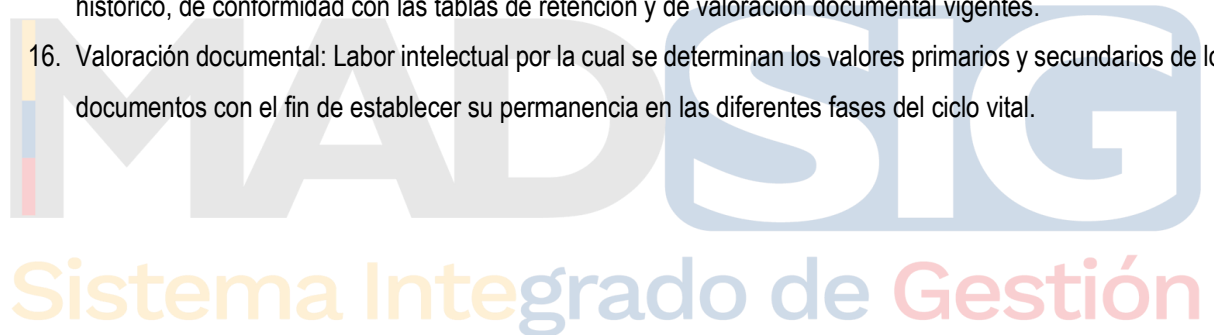 histórico, de conformidad con las tablas de retención y de valoración documental vigentes.
16. Valoración documental: Labor intelectual por la cual se determinan los valores primarios y secundarios de lo
documentos con el fin de establecer su permanencia en las diferentes fases del ciclo vital.
MADSIG
Sistema Integrado de Gestión